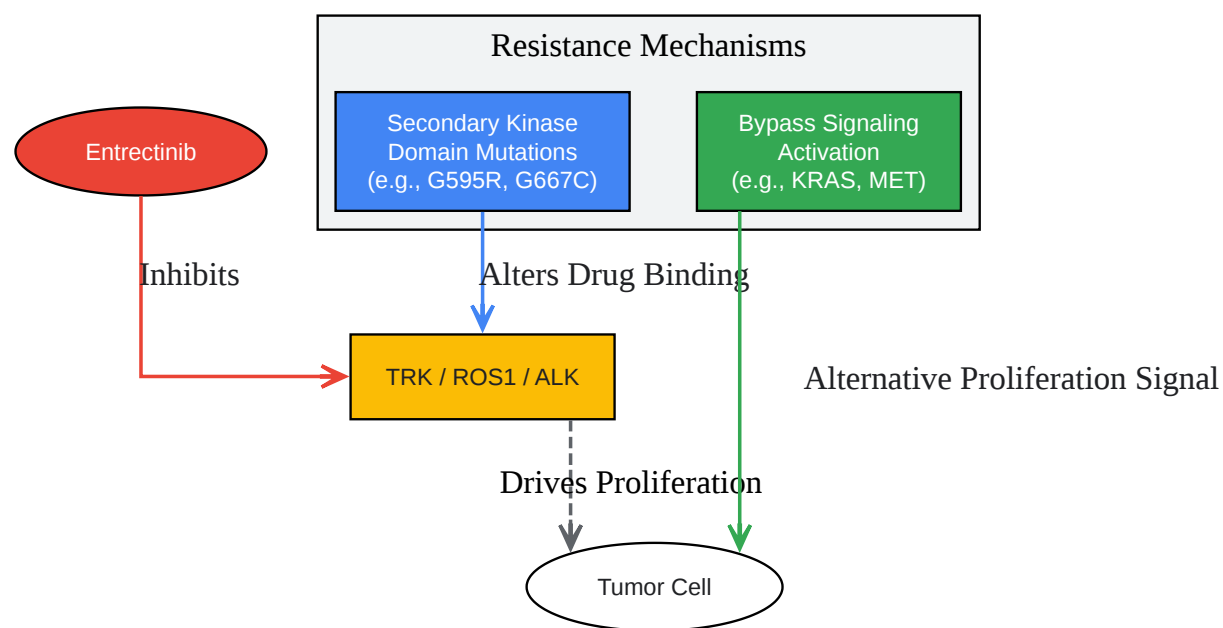 Resistance Mechanisms
Entrectinib
Secondary Kinase
Domain Mutations
(e.g., G595R, G667C)
Bypass Signaling
Activation
(e.g., KRAS, MET)
Inhibits
Alters Drug Binding
TRK / ROS1 / ALK
Alternative Proliferation Signal
Drives Proliferation
Tumor Cell